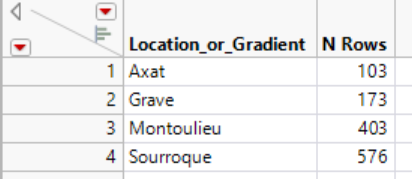 Location_or_Gradient N Rows
1 Axat 103
2 Grave 173
3 Montoulieu 403
4 Sourroque 576